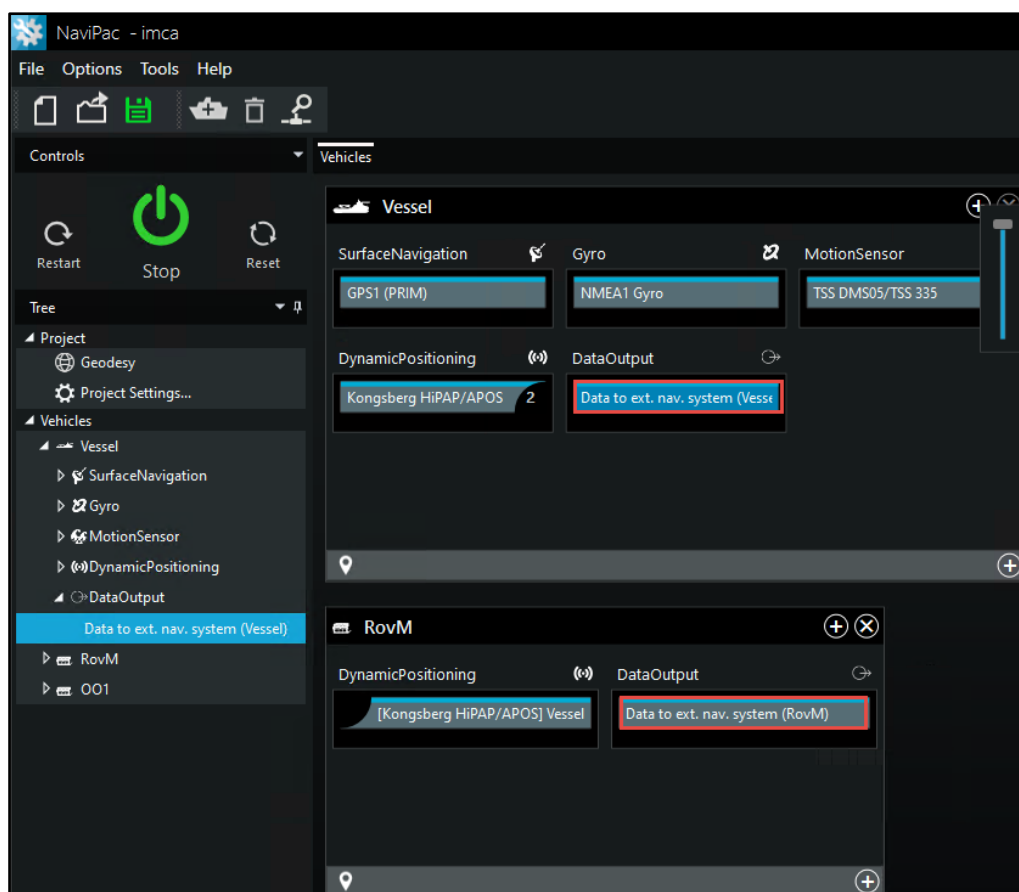 NaviPac - imca
File Options Tools Help
Controls
Restart
Stop
Reset
Tree
Project
Geodesy
Project Settings...
Vehicles
Vessel
SurfaceNavigation
Gyro
MotionSensor
DynamicPositioning
DataOutput
Data to ext. nav. system (Vessel)
RovM
OO1
Vehicles
Vessel
SurfaceNavigation
GPS1 (PRIM)
Gyro
NMEA1 Gyro
MotionSensor
TSS DMS05/TSS 335
DynamicPositioning
Kongsberg HiPAP/APOS 2
DataOutput
Data to ext. nav. system (Vesse
RovM
DynamicPositioning
[Kongsberg HiPAP/APOS] Vessel
DataOutput
Data to ext. nav. system (RovM)